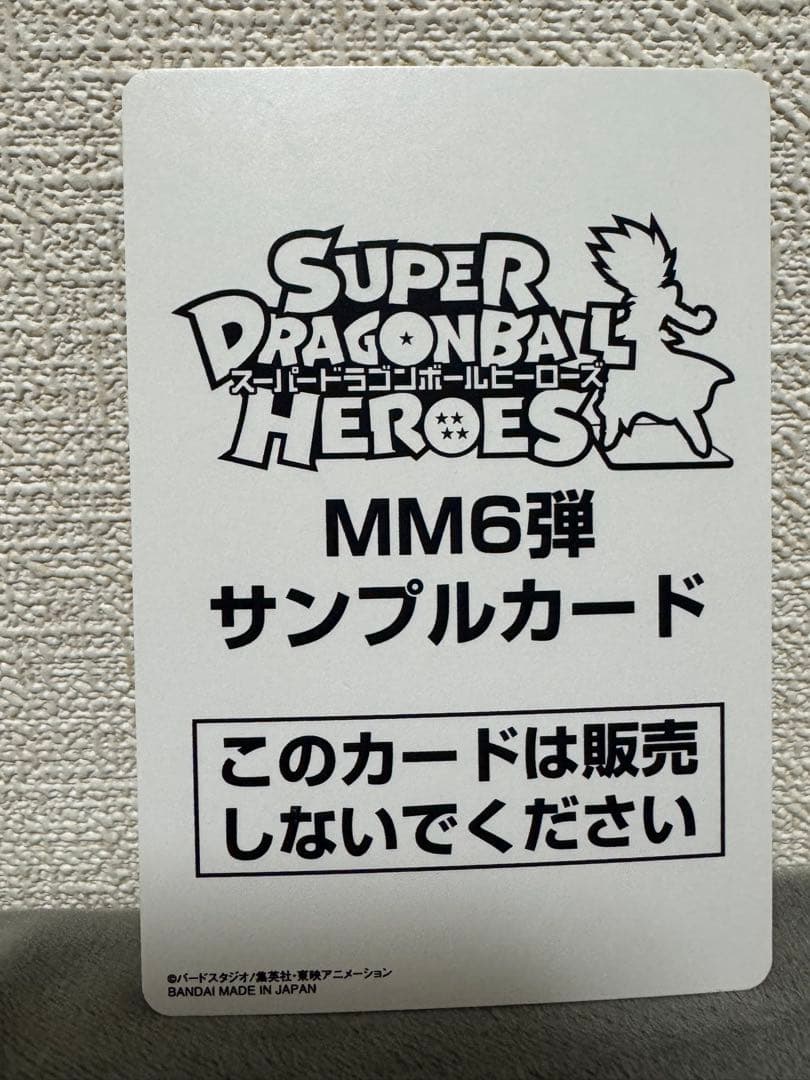 SUPER
DRAGONBALL
スーパードラゴンボールヒーローズ
HEROES
MM6弾
サンプルカード
このカードは販売
しないでください
©バードスタジオ/集英社・東映アニメーション
BANDAI MADE IN JAPAN